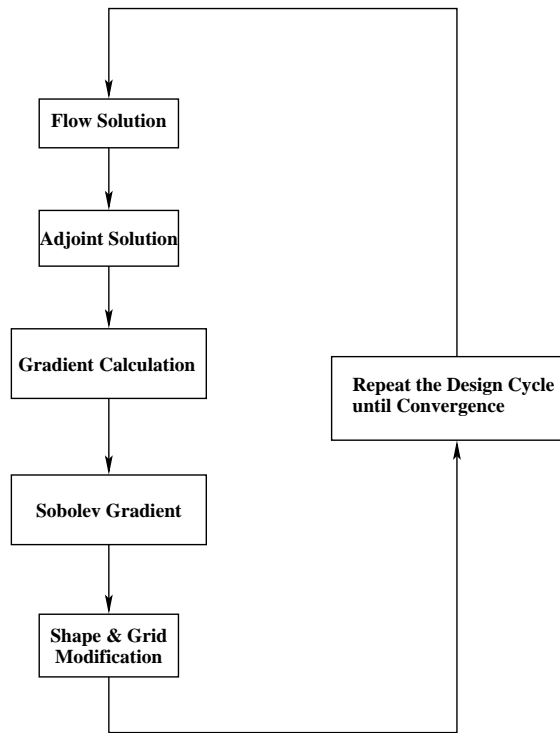 Flow Solution
Adjoint Solution
Gradient Calculation
Repeat the Design Cycle
until Convergence
Sobolev Gradient
Shape & Grid
Modification